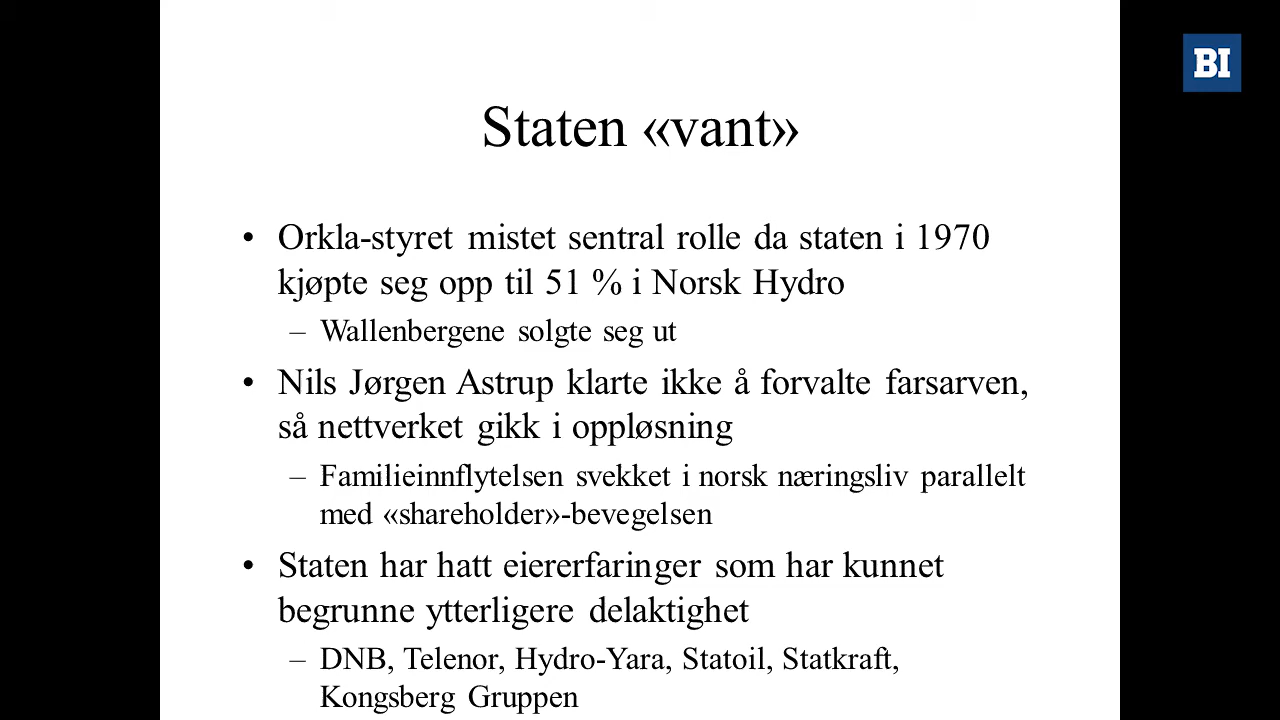 BI
Staten «vant»
• Orkla-styret mistet sentral rolle da staten i 1970
kjøpte seg opp til 51 % i Norsk Hydro
– Wallenbergene solgte seg ut
• Nils Jørgen Astrup klarte ikke å forvalte farsarven,
så nettverket gikk i oppløsning
– Familieinnflytelsen svekket i norsk næringsliv parallelt
med «shareholder»-bevegelsen
• Staten har hatt eiererfaringer som har kunnet
begrunne ytterligere delaktighet
– DNB, Telenor, Hydro-Yara, Statoil, Statkraft,
Kongsberg Gruppen